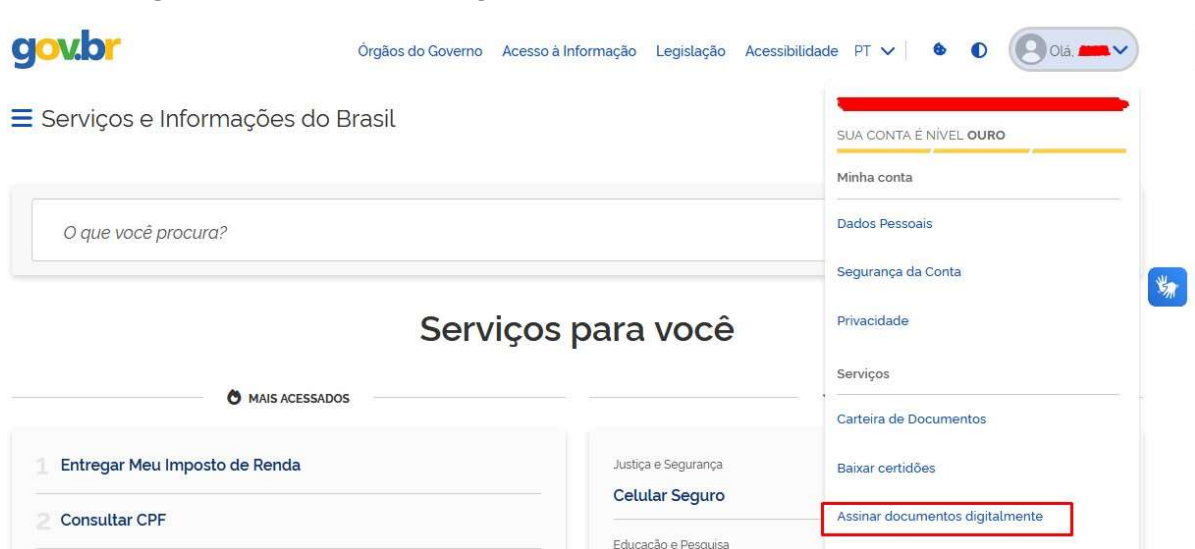 gov.br
Órgãos do Governo Acesso à Informação Legislação Acessibilidade PT
Olá,
Serviços e Informações do Brasil
O que você procura?
Serviços para você
MAIS ACESSADOS
1 Entregar Meu Imposto de Renda
2 Consultar CPF
Justiça e Segurança
Celular Seguro
Educação e Pesquisa
SUA CONTA É NÍVEL OURO
Minha conta
Dados Pessoais
Segurança da Conta
Privacidade
Serviços
Carteira de Documentos
Baixar certidões
Assinar documentos digitalmente